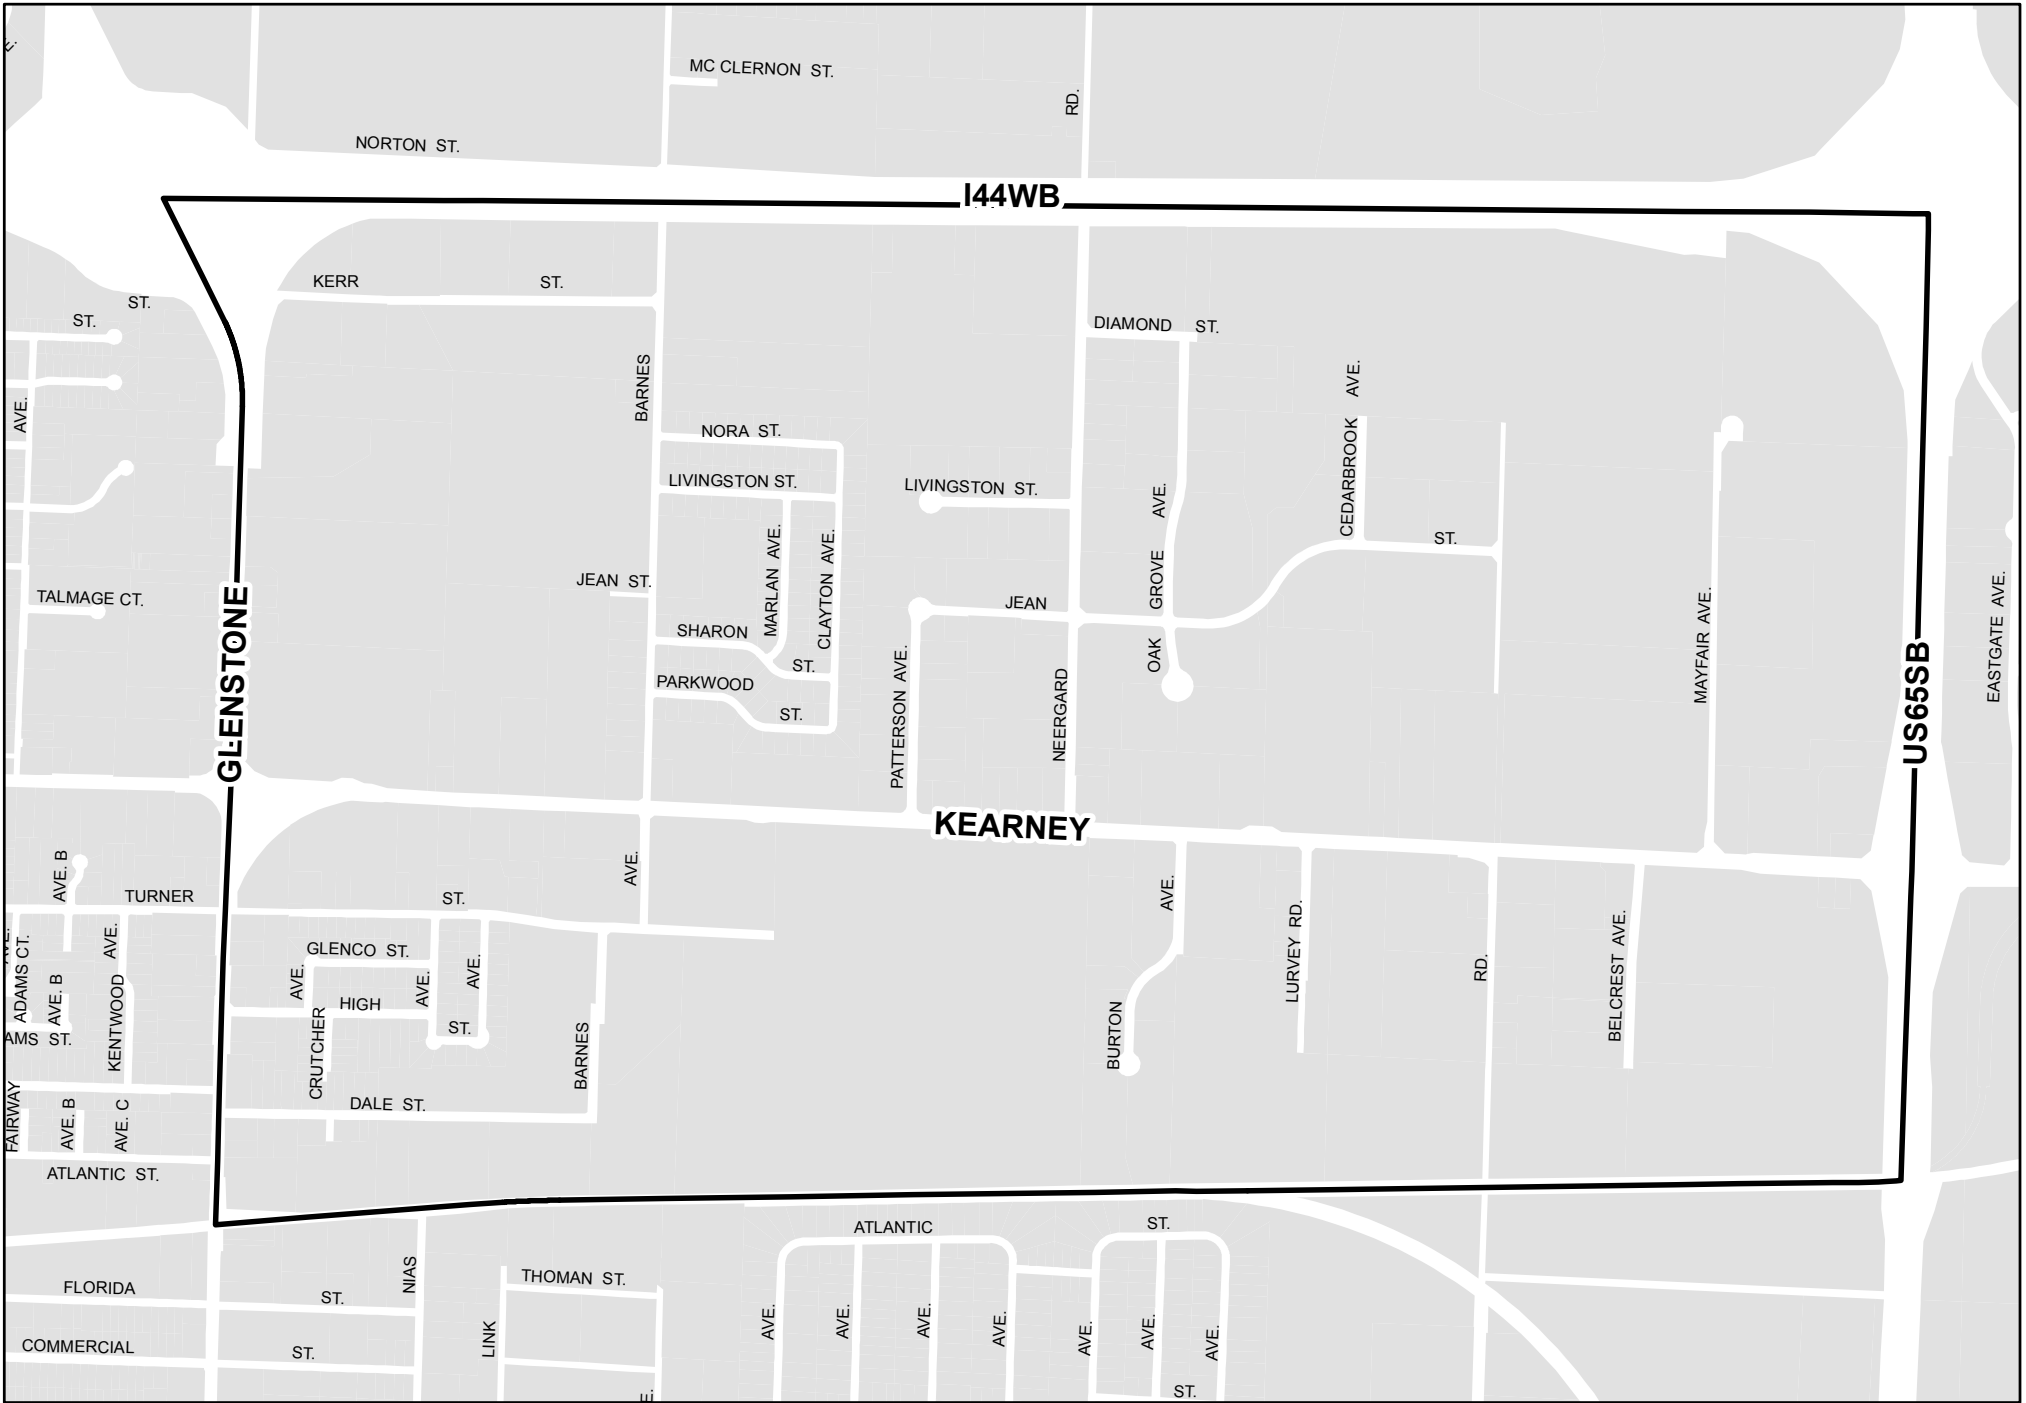 E.
MC CLERNON ST.
RD.
NORTON ST.
I44WB
KERR ST.
ST.
ST.
DIAMOND ST.
BARNES
AVE.
CEDARBROOK AVE.
NORA ST.
LIVINGSTON ST.
LIVINGSTON ST.
GROVE AVE.
OAK
ST.
MARLAN AVE.
CLAYTON AVE.
JEAN ST.
TALMAGE CT.
GLENSTONE
JEAN
SHARON
ST.
PARKWOOD
ST.
PATTERSON AVE.
NEERGARD
MAYFAIR AVE.
US65SB
EASTGATE AVE.
KEARNEY
AVE. B
TURNER
ST.
AVE.
AVE.
LURVEY RD.
RD.
BELCREST AVE.
AVE.
ADAMS CT.
AVE. B
KENTWOOD AVE.
GLENCO ST.
AVE.
AVE.
AVE.
HIGH
ST.
CRUTCHER
BARNES
BURTON
AMS ST.
DALE ST.
FAIRWAY
AVE. B
AVE. C
ATLANTIC ST.
ATLANTIC
ST.
NIAS
THOMAN ST.
FLORIDA
ST.
LINK
AVE.
AVE.
AVE.
AVE.
AVE.
AVE.
AVE.
COMMERCIAL
ST.
E.
ST.